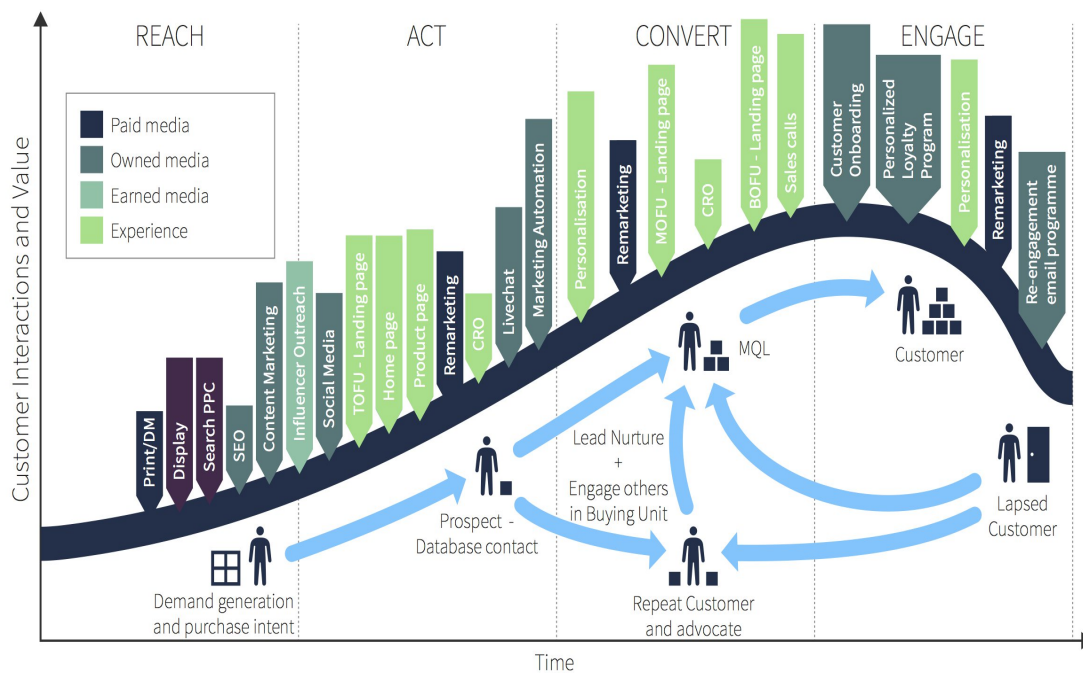 REACH
ACT
CONVERT
ENGAGE
Paid media
Owned media
Earned media
Experience
Customer Interactions and Value
Print/DM
Display
Search PPC
SEO
Content Marketing
Influencer Outreach
Social Media
TOFU - Landing page
Home page
Product page
Remarketing
CRO
Livechat
Marketing Automation
Personalisation
Remarketing
MOFU - Landing page
CRO
BOFU - Landing page
Sales calls
Customer
Onboarding
Personalized
Loyalty
Program
Personalisation
Remarketing
Re-engagement
email programme
Demand generation
and purchase intent
Prospect -
Database contact
Lead Nurture
+
Engage others
in Buying Unit
MQL
Customer
Repeat Customer
and advocate
Lapsed
Customer
Time